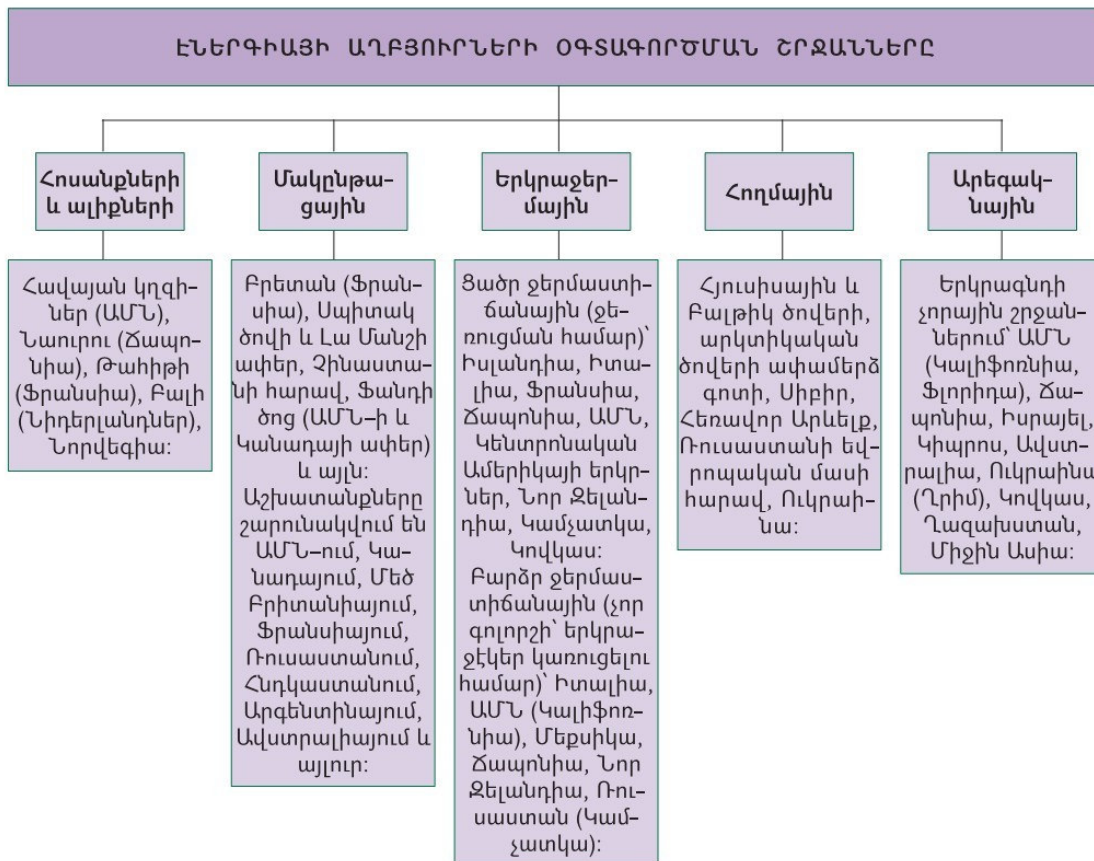 ԷՆԵՐԳԻԱՅԻ ԱՂԲՅՈՒՐՆԵՐԻ ՕԳՏԱԳՈՐԾՄԱՆ ՇՐՋԱՆՆԵՐԸ
Հոսանքների
և ալիքների
Հավայան կղզի–
ներ (ԱՄՆ),
Նաուրու (Ճապո–
նիա), Թահիթի
(Ֆրանսիա), Բալի
(Նիդերլանդներ),
Նորվեգիա։
Մակընթա–
ցային
Բրետան (Ֆրան–
սիա), Սպիտակ
ծովի և Լա Մանշի
ափեր, Չինաստա–
նի հարավ, Ֆանդի
ծոց (ԱՄՆ–ի և
Կանադայի ափեր)
և այլն։
Աշխատանքները
շարունակվում են
ԱՄՆ–ում, Կա–
նադայում, Մեծ
Բրիտանիայում,
Ֆրանսիայում,
Ռուսաստանում,
Հնդկաստանում,
Արգենտինայում,
Ավստրալիայում և
այլուր։
Երկրաջեր–
մային
Ցածր ջերմաստի–
ճանային (ջե–
ռուցման համար)՝
Իսլանդիա, Իտա–
լիա, Ֆրանսիա,
Ճապոնիա, ԱՄՆ,
Կենտրոնական
Ամերիկայի երկր–
ներ, Նոր Զելան–
դիա, Կամչատկա,
Կովկաս։
Բարձր ջերմաս–
տիճանային (չոր
գոլորշի՝ երկրա–
ջէկեր կառուցելու
համար)՝ Իտալիա,
ԱՄՆ (Կալիֆոռ–
նիա), Մեքսիկա,
Ճապոնիա, Նոր
Զելանդիա, Ռու–
սաստան (Կամ–
չատկա)։
Հողմային
Հյուսիսային և
Բալթիկ ծովերի,
արկտիկական
ծովերի ափամերձ
գոտի, Սիբիր,
Հեռավոր Արևելք,
Ռուսաստանի եվ–
րոպական մասի
հարավ, Ուկրաի–
նա։
Արեգակ–
նային
Երկրագնդի
չորային շրջան–
ներում՝ ԱՄՆ
(Կալիֆոռնիա,
Ֆլորիդա), Ճա–
պոնիա, Իսրայել,
Կիպրոս, Ավստ–
րալիա, Ուկրաինա
(Ղրիմ), Կովկաս,
Ղազախստան,
Միջին Ասիա։